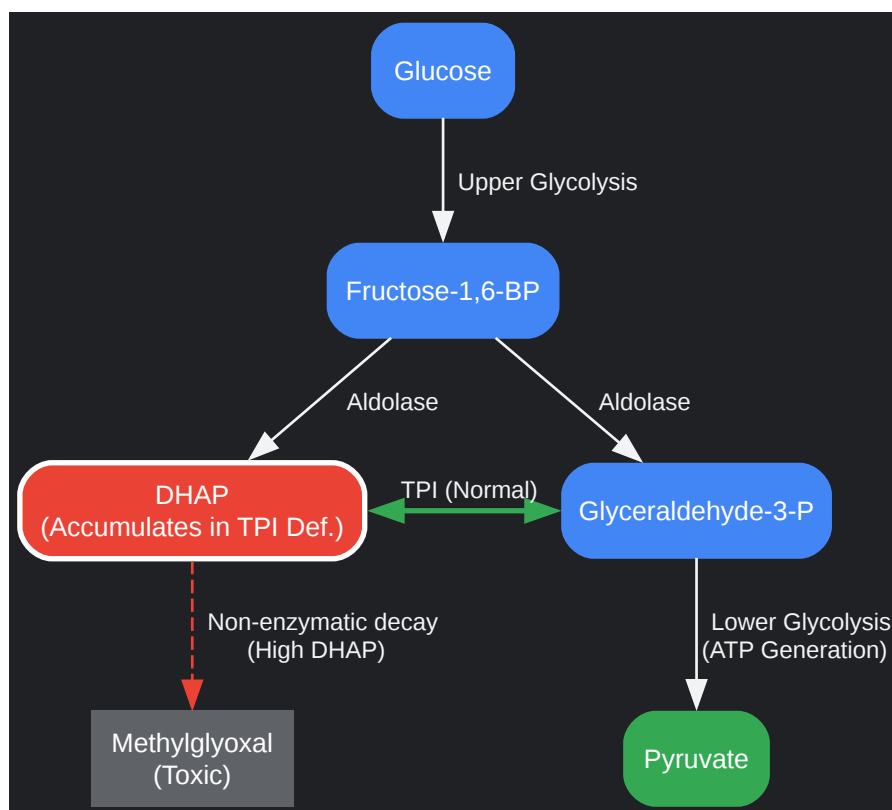 Glucose
Upper Glycolysis
Fructose-1,6-BP
Aldolase
Aldolase
DHAP
(Accumulates in TPI Def.)
TPI (Normal)
Glyceraldehyde-3-P
Non-enzymatic decay
(High DHAP)
Lower Glycolysis
(ATP Generation)
Methylglyoxal
(Toxic)
Pyruvate